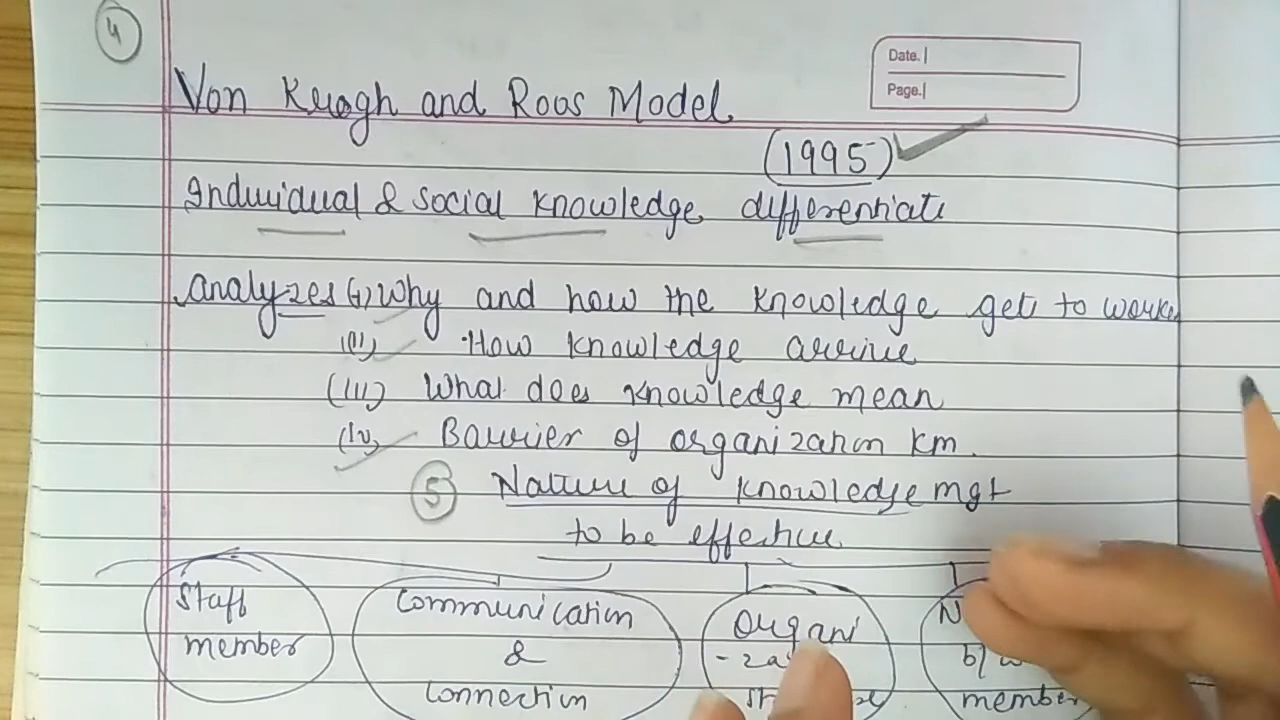 4
Date.
Page.
Von Krogh and Roos Model
(1995)
Individual & social knowledge differentiate
Analyzes (i) Why and how the knowledge gets to worke
(ii) How knowledge arrive
(iii) What does knowledge mean
(iv) Barrier of organization km.
5 Nature of knowledge mgt
to be effective
Staff
member
Communication
&
Connection
Organi
-za
st
N
b/w
member